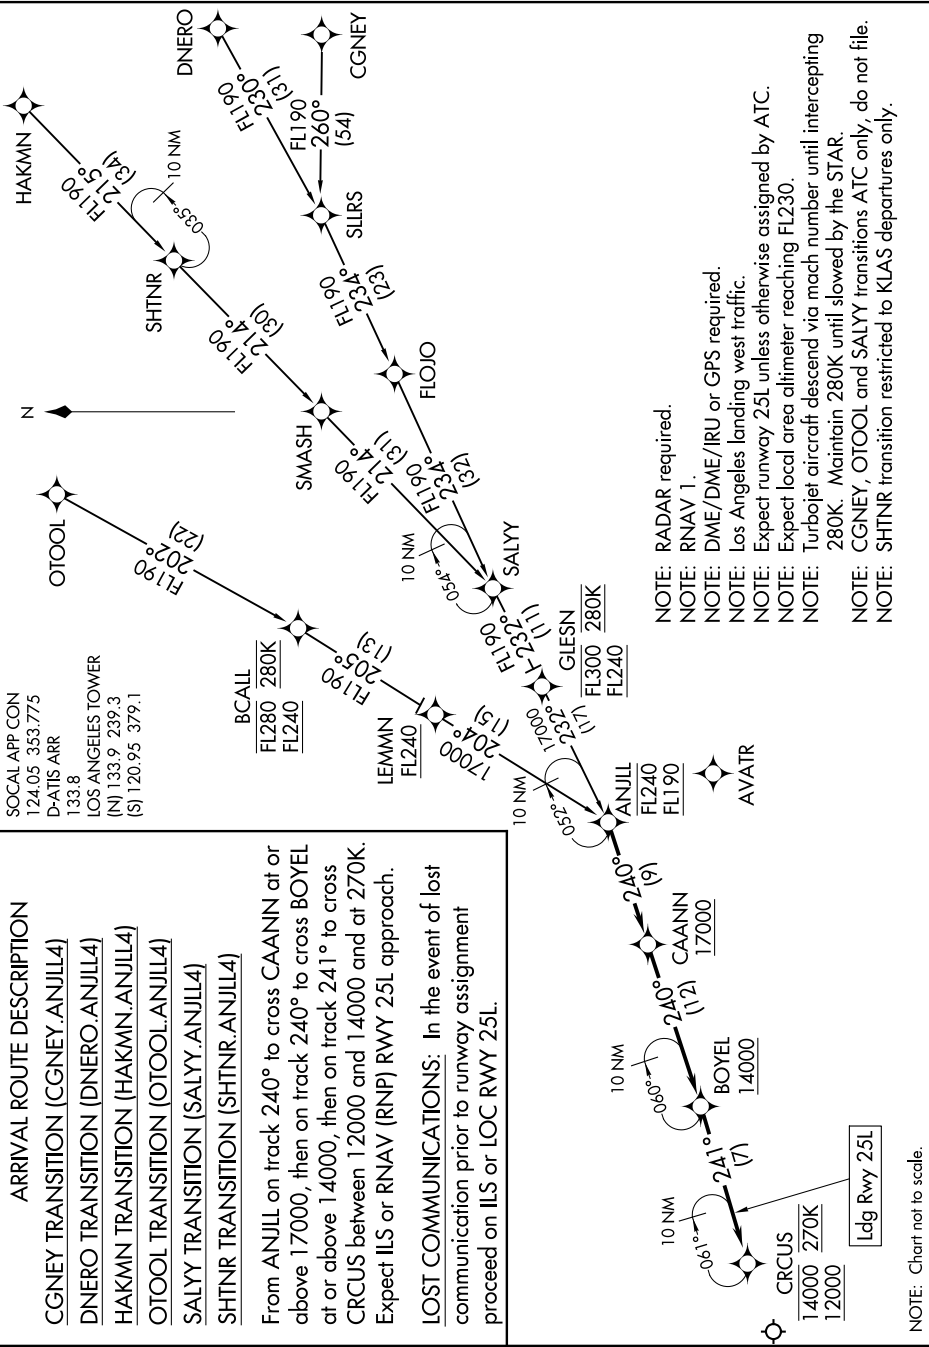 ARRIVAL ROUTE DESCRIPTION
CGNEY TRANSITION (CGNEY.ANJLL4)
DNERO TRANSITION (DNERO.ANJLL4)
HAKMN TRANSITION (HAKMN.ANJLL4)
OTOOL TRANSITION (OTOOL.ANJLL4)
SALYY TRANSITION (SALYY.ANJLL4)
SHTNR TRANSITION (SHTNR.ANJLL4)
From ANJLL on track 240° to cross CAANN at or
above 17000, then on track 240° to cross BOYEL
at or above 14000, then on track 241° to cross
CRCUS between 12000 and 14000 and at 270K.
Expect ILS or RNAV (RNP) RWY 25L approach.
LOST COMMUNICATIONS: In the event of lost
communication prior to runway assignment
proceed on ILS or LOC RWY 25L.
SOCAL APP CON
124.05 353.775
D-ATIS ARR
133.8
LOS ANGELES TOWER
(N) 133.9 239.3
(S) 120.95 379.1
N
OTOOL
FL190
202°
(22)
BCALL
FL280 280K
FL240
FL190
205°
(13)
LEMMN
FL240
17000
204°
(15)
HAKMN
FL190
215°
(34)
10 NM
035°
SHTNR
FL190
214°
(30)
SMASH
FL190
214°
(31)
DNERO
FL190
230°
(31)
CGNEY
FL190
260°
(54)
SLLRS
FL190
234°
(23)
FLOJO
FL190
234°
(32)
10 NM
054°
SALYY
FL190
232°
(11)
GLESN
FL300 280K
FL240
17000
232°
(17)
10 NM
052°
ANJLL
FL240
FL190
AVATR
240°
(9)
CAANN
17000
240°
(12)
10 NM
060°
BOYEL
14000
241°
(7)
10 NM
061°
CRCUS
14000 270K
12000
Ldg Rwy 25L
NOTE: RADAR required.
NOTE: RNAV 1.
NOTE: DME/DME/IRU or GPS required.
NOTE: Los Angeles landing west traffic.
NOTE: Expect runway 25L unless otherwise assigned by ATC.
NOTE: Expect local area altimeter reaching FL230.
NOTE: Turbojet aircraft descend via mach number until intercepting
280K. Maintain 280K until slowed by the STAR.
NOTE: CGNEY, OTOOL and SALYY transitions ATC only, do not file.
NOTE: SHTNR transition restricted to KLAS departures only.
NOTE: Chart not to scale.